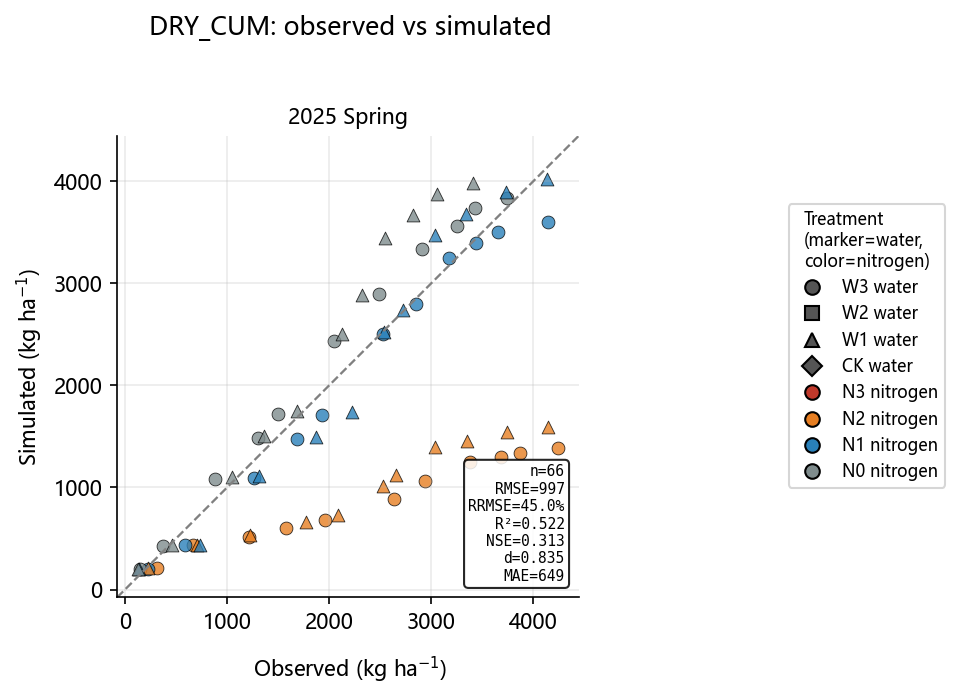 DRY_CUM: observed vs simulated
2025 Spring
Simulated (kg ha⁻¹)
4000
3000
2000
1000
0
0 1000 2000 3000 4000
Observed (kg ha⁻¹)
n=66
RMSE=997
RRMSE=45.0%
R²=0.522
NSE=0.313
d=0.835
MAE=649
Treatment
(marker=water,
color=nitrogen)
W3 water
W2 water
W1 water
CK water
N3 nitrogen
N2 nitrogen
N1 nitrogen
N0 nitrogen